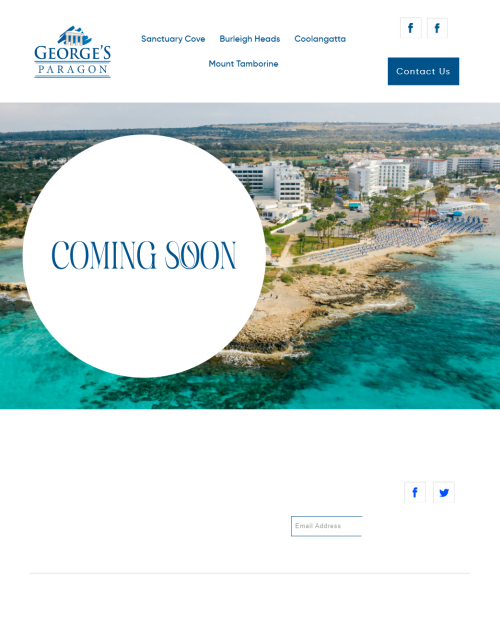 GEORGE'S
PARAGON
Sanctuary Cove Burleigh Heads Coolangatta
Mount Tamborine
Contact Us
COMING SOON
Email Address